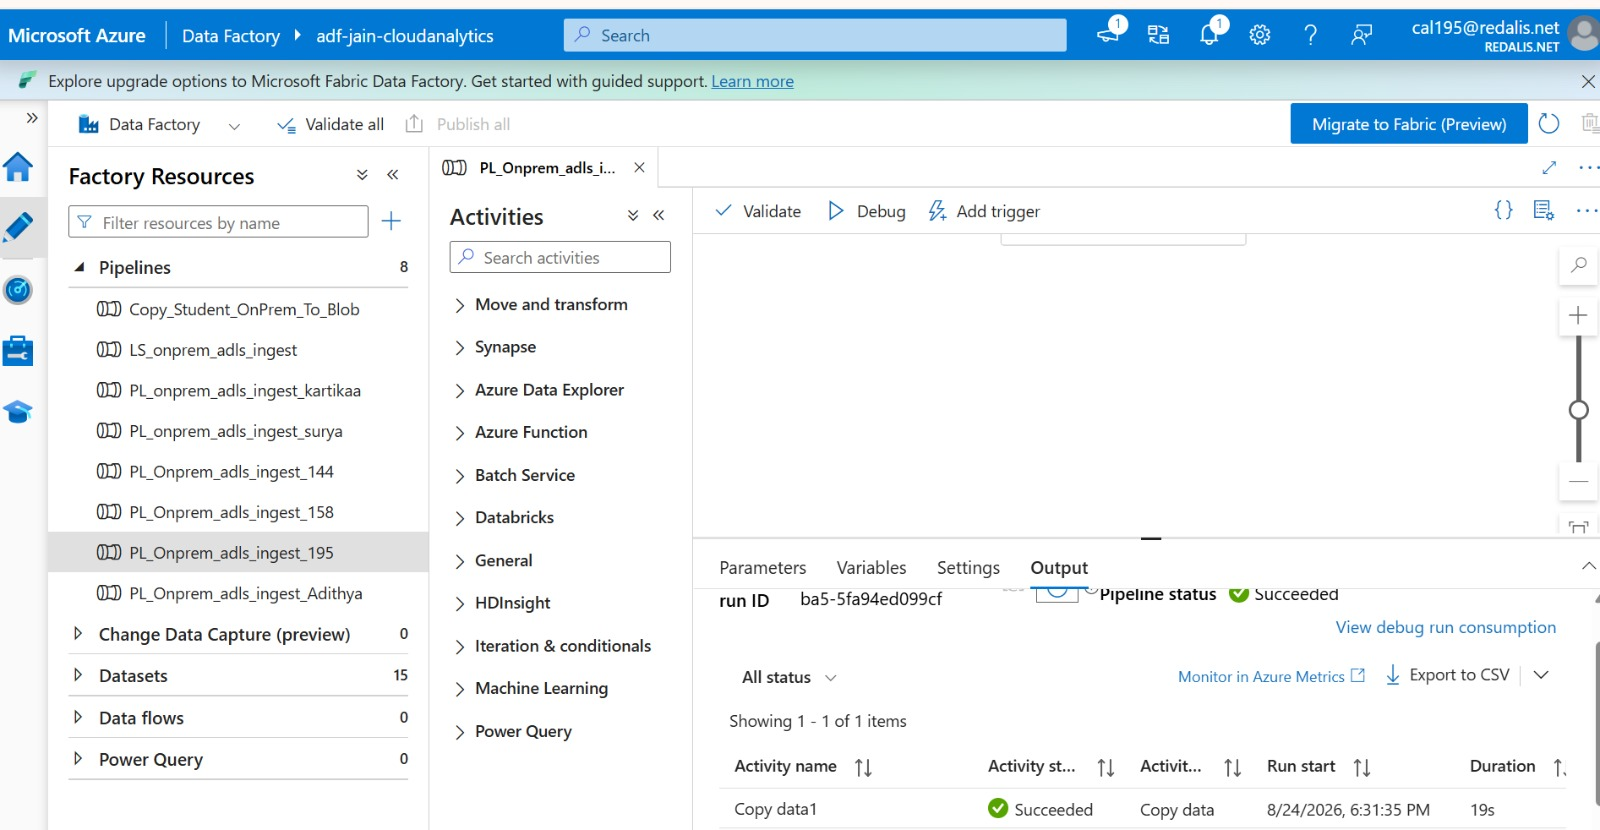 Microsoft Azure
Data Factory
adf-jain-cloudanalytics
Search
1
1
cal195@redalis.net
REDALIS.NET
Explore upgrade options to Microsoft Fabric Data Factory. Get started with guided support. Learn more
Data Factory
Validate all
Publish all
Migrate to Fabric (Preview)
Factory Resources
Filter resources by name
Pipelines
8
Copy_Student_OnPrem_To_Blob
LS_onprem_adls_ingest
PL_onprem_adls_ingest_kartikaa
PL_onprem_adls_ingest_surya
PL_Onprem_adls_ingest_144
PL_Onprem_adls_ingest_158
PL_Onprem_adls_ingest_195
PL_Onprem_adls_ingest_Adithya
Change Data Capture (preview)
0
Datasets
15
Data flows
0
Power Query
0
PL_Onprem_adls_i...
Activities
Search activities
Move and transform
Synapse
Azure Data Explorer
Azure Function
Batch Service
Databricks
General
HDInsight
Iteration & conditionals
Machine Learning
Power Query
Validate
Debug
Add trigger
Parameters
Variables
Settings
Output
run ID
ba5-5fa94ed099cf
Pipeline status
Succeeded
View debug run consumption
All status
Monitor in Azure Metrics
Export to CSV
Showing 1 - 1 of 1 items
Activity name
Activity st...
Activit...
Run start
Duration
Copy data1
Succeeded
Copy data
8/24/2026, 6:31:35 PM
19s